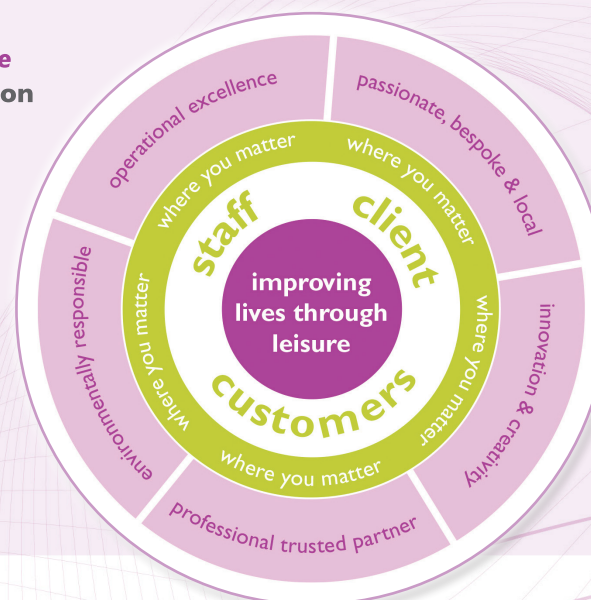 e
on
operational excellence
passionate, bespoke & local
innovation & creativity
professional trusted partner
environmentally responsible
where you matter
where you matter
where you matter
where you matter
where you matter
staff
client
customers
improving
lives through
leisure